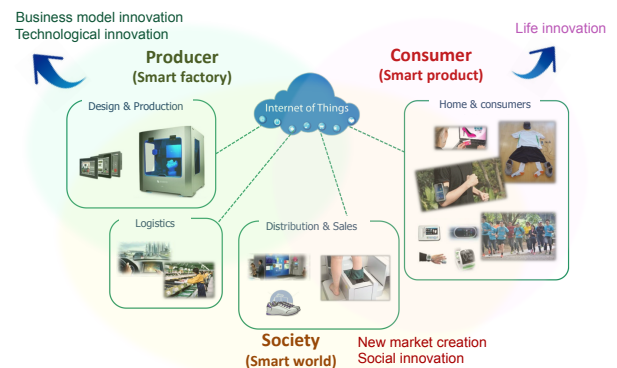 Business model innovation
Technological innovation
Life innovation
Producer
(Smart factory)
Consumer
(Smart product)
Internet of Things
Design & Production
Home & consumers
Logistics
Distribution & Sales
Society
(Smart world)
New market creation
Social innovation